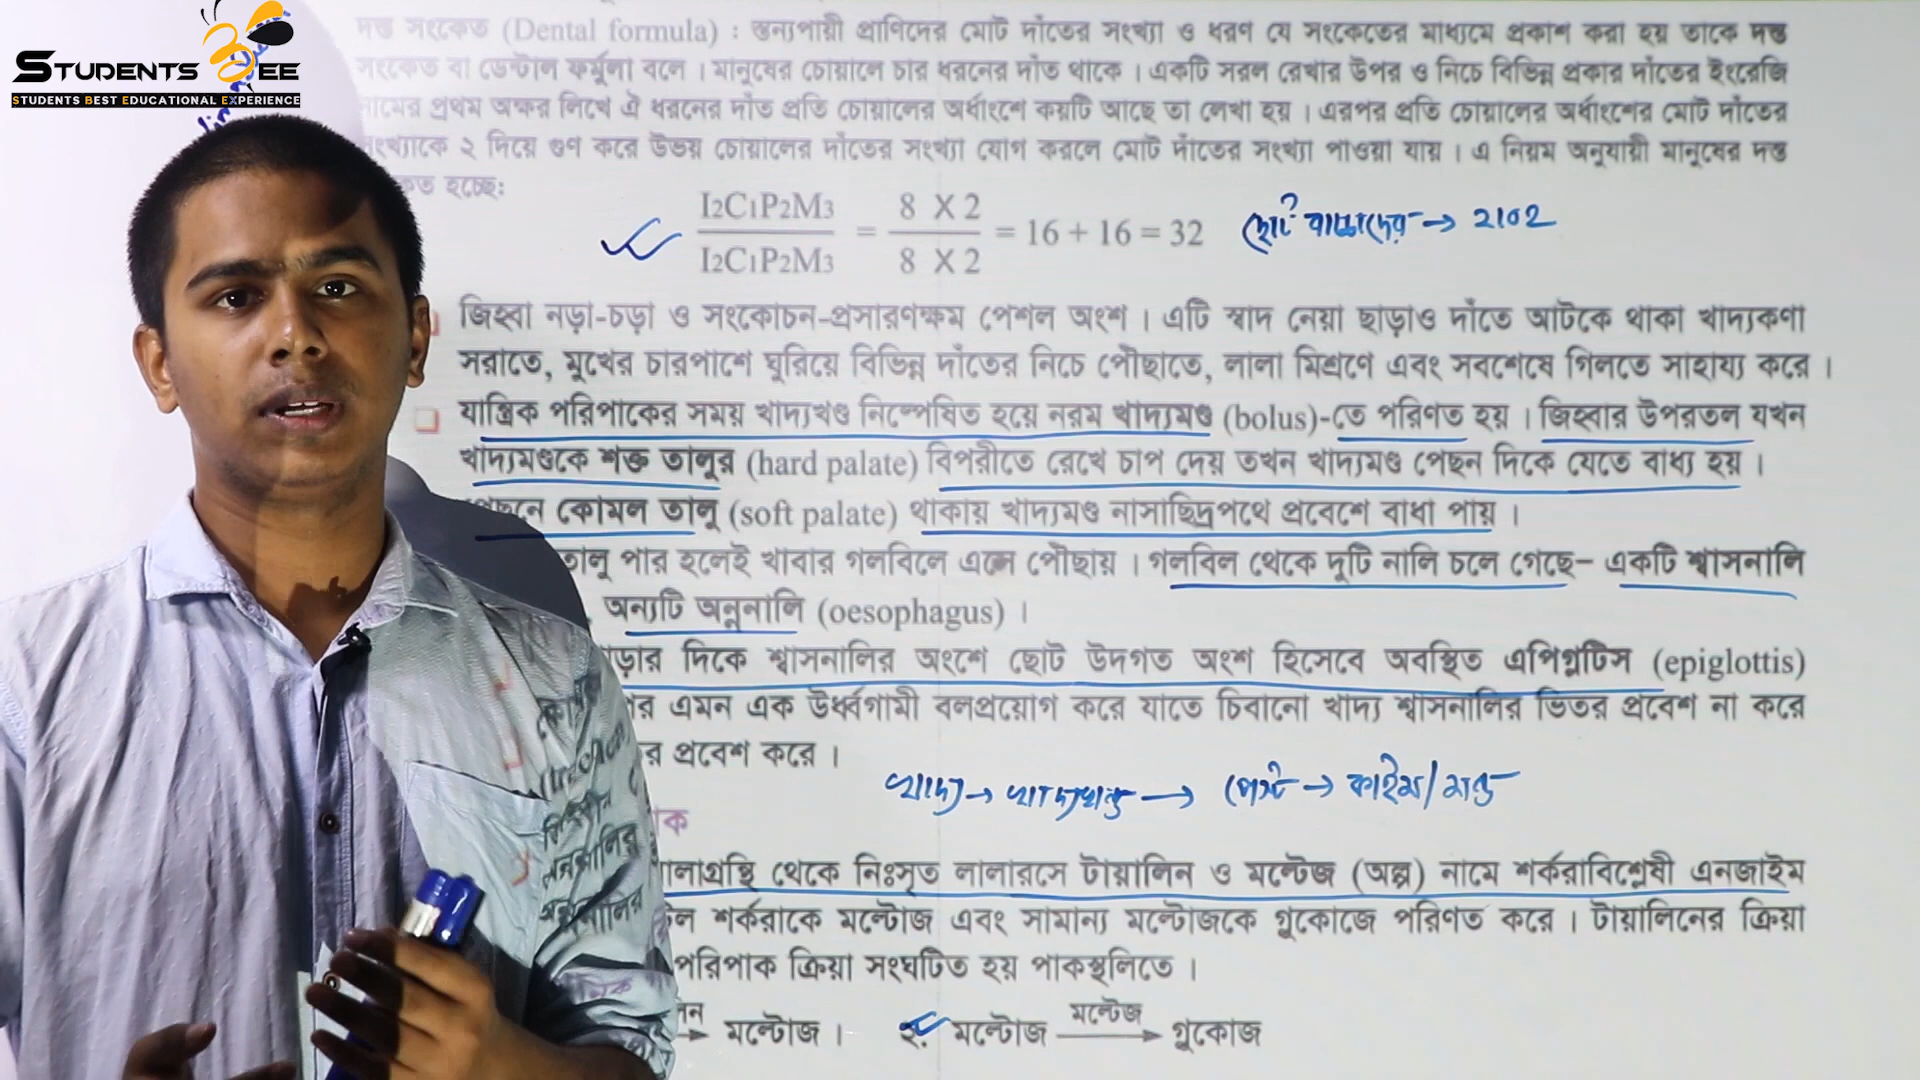 STUDENTS BEE
STUDENTS BEST EDUCATIONAL EXPERIENCE
দন্ত সংকেত (Dental formula) : স্তন্যপায়ী প্রাণিদের মোট দাঁতের সংখ্যা ও ধরণ যে সংকেতের মাধ্যমে প্রকাশ করা হয় তাকে দন্ত
সংকেত বা ডেন্টাল ফর্মুলা বলে । মানুষের চোয়ালে চার ধরনের দাঁত থাকে । একটি সরল রেখার উপর ও নিচে বিভিন্ন প্রকার দাঁতের ইংরেজি
নামের প্রথম অক্ষর লিখে ঐ ধরনের দাঁত প্রতি চোয়ালের অর্ধাংশে কয়টি আছে তা লেখা হয় । এরপর প্রতি চোয়ালের অর্ধাংশের মোট দাঁতের
সংখ্যাকে ২ দিয়ে গুণ করে উভয় চোয়ালের দাঁতের সংখ্যা যোগ করলে মোট দাঁতের সংখ্যা পাওয়া যায় । এ নিয়ম অনুযায়ী মানুষের দন্ত
কেত হচ্ছে:
I2C1P2M3 8 X 2
= = 16 + 16 = 32 ছোট বাচ্চাদের → ২১০২
I2C1P2M3 8 X 2
জিহ্বা নড়া-চড়া ও সংকোচন-প্রসারণক্ষম পেশল অংশ । এটি স্বাদ নেয়া ছাড়াও দাঁতে আটকে থাকা খাদ্যকণা
সরাতে, মুখের চারপাশে ঘুরিয়ে বিভিন্ন দাঁতের নিচে পৌঁছাতে, লালা মিশ্রণে এবং সবশেষে গিলতে সাহায্য করে ।
যান্ত্রিক পরিপাকের সময় খাদ্যখণ্ড নিষ্পেষিত হয়ে নরম খাদ্যমণ্ড (bolus)-তে পরিণত হয় । জিহ্বার উপরতল যখন
খাদ্যমণ্ডকে শক্ত তালুর (hard palate) বিপরীতে রেখে চাপ দেয় তখন খাদ্যমণ্ড পেছন দিকে যেতে বাধ্য হয় ।
পেছনে কোমল তালু (soft palate) থাকায় খাদ্যমণ্ড নাসাছিদ্রপথে প্রবেশে বাধা পায় ।
তালু পার হলেই খাবার গলবিলে এসে পৌঁছায় । গলবিল থেকে দুটি নালি চলে গেছে– একটি শ্বাসনালি
অন্যটি অন্ননালি (oesophagus) ।
ড়ার দিকে শ্বাসনালির অংশে ছোট উদগত অংশ হিসেবে অবস্থিত এপিগ্লটিস (epiglottis)
র এমন এক উর্ধ্বগামী বলপ্রয়োগ করে যাতে চিবানো খাদ্য শ্বাসনালির ভিতর প্রবেশ না করে
র প্রবেশ করে ।
খাদ্য → খাদ্যখন্ড → পেস্ট → কাইম/মন্ড
াক
লালাগ্রন্থি থেকে নিঃসৃত লালারসে টায়ালিন ও মল্টেজ (অল্প) নামে শর্করাবিশ্লেষী এনজাইম
ল শর্করাকে মল্টোজ এবং সামান্য মল্টোজকে গ্লুকোজে পরিণত করে । টায়ালিনের ক্রিয়া
পরিপাক ক্রিয়া সংঘটিত হয় পাকস্থলিতে ।
লিন → মল্টোজ । ২. মল্টোজ মল্টেজ → গ্লুকোজ